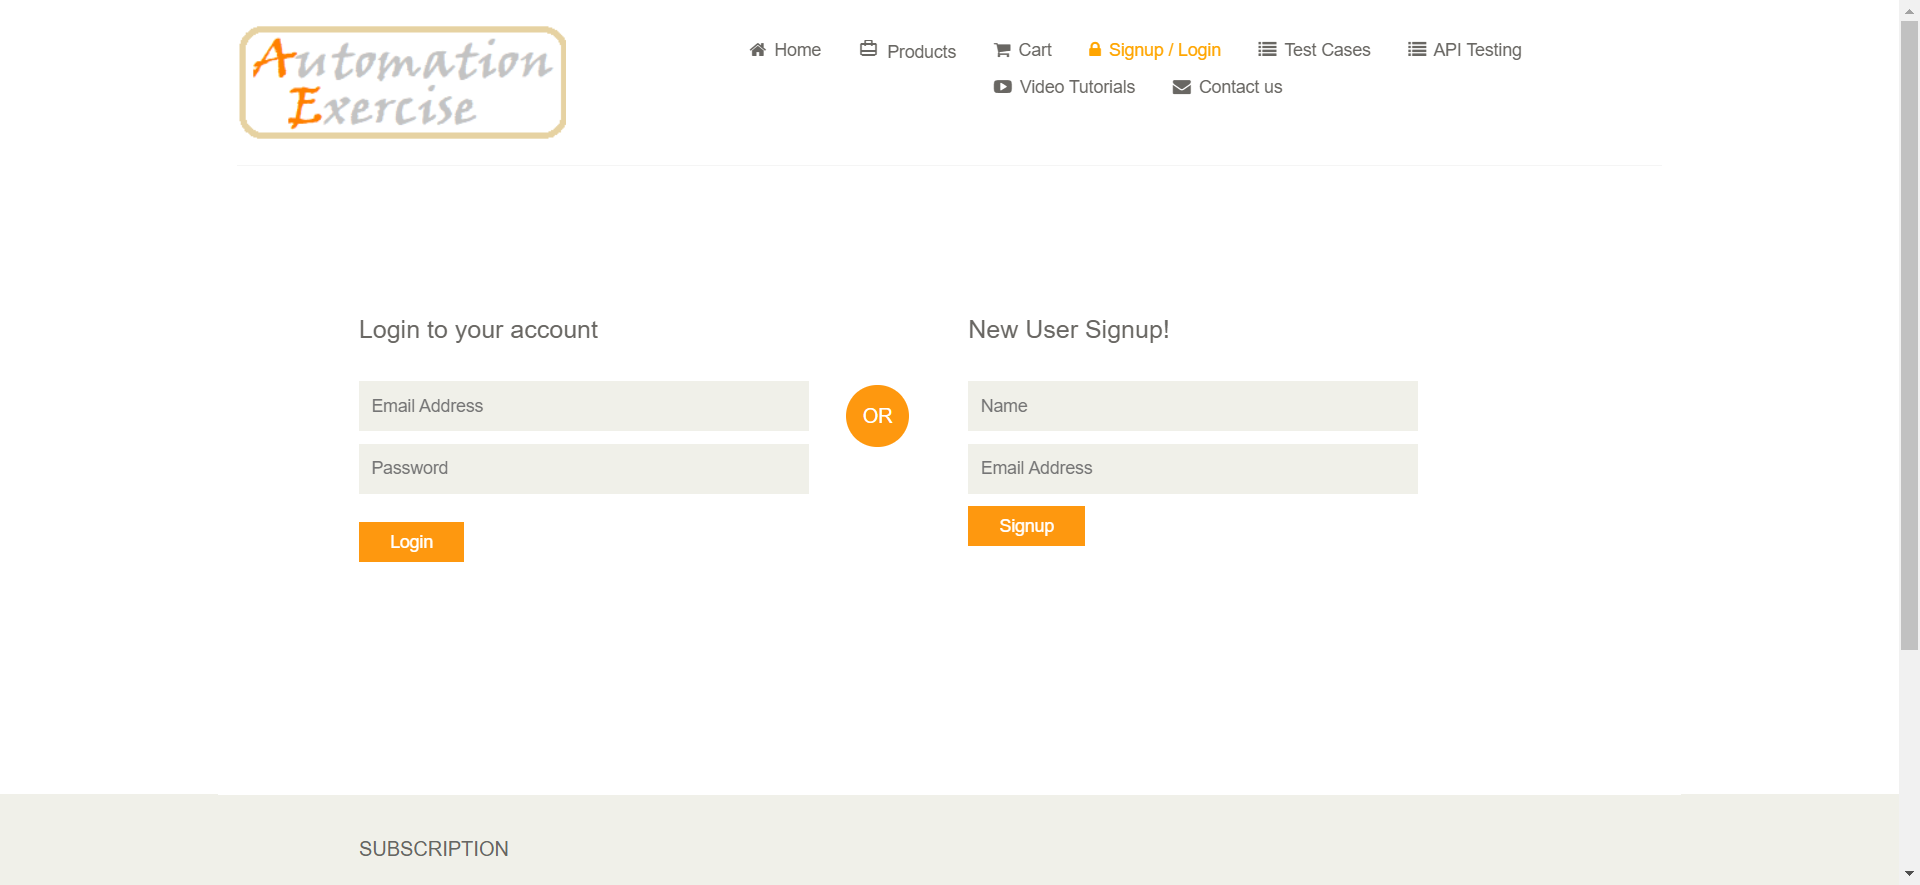 Automation
Exercise
Home Products Cart Signup / Login Test Cases API Testing
Video Tutorials Contact us
Login to your account
Email Address
Password
Login
OR
New User Signup!
Name
Email Address
Signup
SUBSCRIPTION